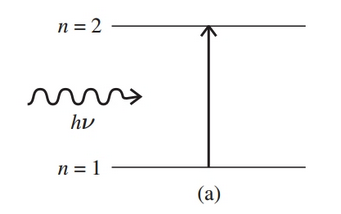 n = 2
hν
n = 1
(a)